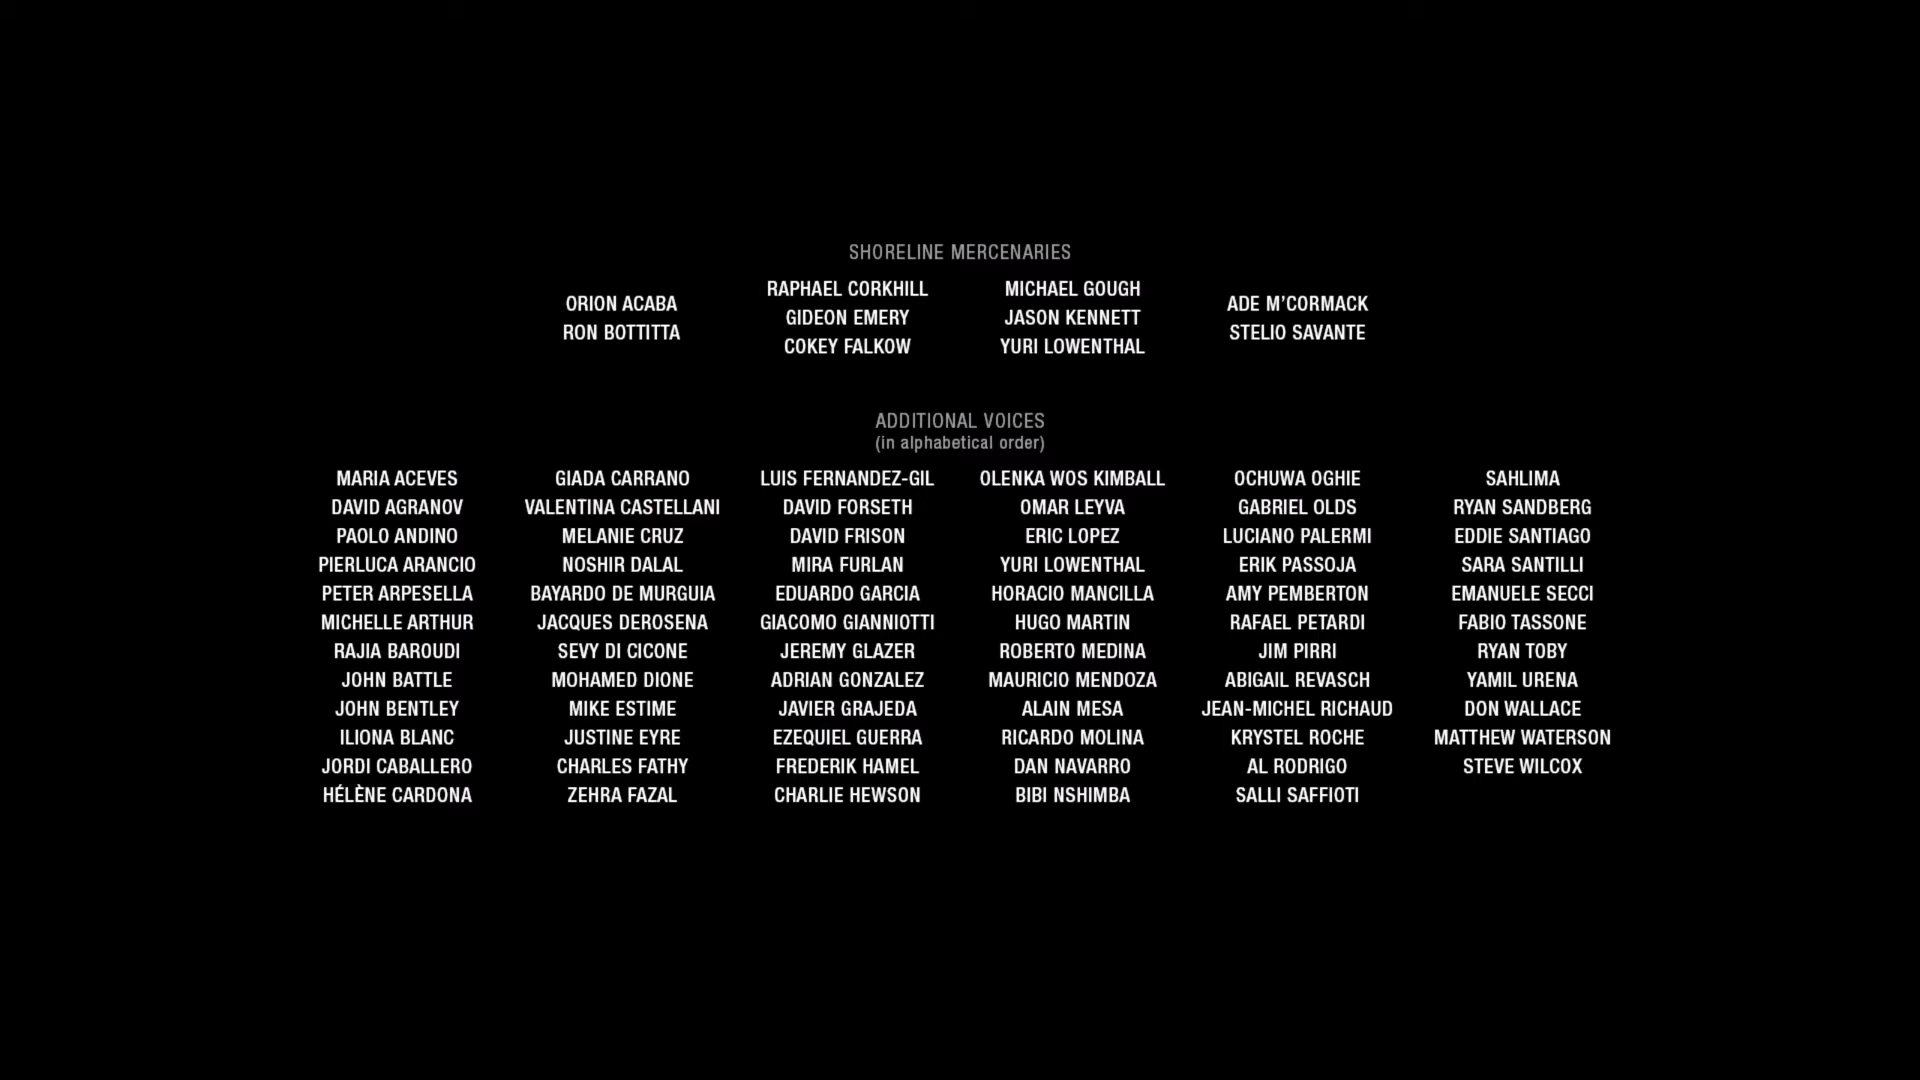 SHORELINE MERCENARIES
ORION ACABA
RON BOTTITTA
RAPHAEL CORKHILL
GIDEON EMERY
COKEY FALKOW
MICHAEL GOUGH
JASON KENNETT
YURI LOWENTHAL
ADE M'CORMACK
STELIO SAVANTE
ADDITIONAL VOICES
(in alphabetical order)
MARIA ACEVES
DAVID AGRANOV
PAOLO ANDINO
PIERLUCA ARANCIO
PETER ARPESELLA
MICHELLE ARTHUR
RAJIA BAROUDI
JOHN BATTLE
JOHN BENTLEY
ILIONA BLANC
JORDI CABALLERO
HÉLÈNE CARDONA
GIADA CARRANO
VALENTINA CASTELLANI
MELANIE CRUZ
NOSHIR DALAL
BAYARDO DE MURGUIA
JACQUES DEROSENA
SEVY DI CICONE
MOHAMED DIONE
MIKE ESTIME
JUSTINE EYRE
CHARLES FATHY
ZEHRA FAZAL
LUIS FERNANDEZ-GIL
DAVID FORSETH
DAVID FRISON
MIRA FURLAN
EDUARDO GARCIA
GIACOMO GIANNIOTTI
JEREMY GLAZER
ADRIAN GONZALEZ
JAVIER GRAJEDA
EZEQUIEL GUERRA
FREDERIK HAMEL
CHARLIE HEWSON
OLENKA WOS KIMBALL
OMAR LEYVA
ERIC LOPEZ
YURI LOWENTHAL
HORACIO MANCILLA
HUGO MARTIN
ROBERTO MEDINA
MAURICIO MENDOZA
ALAIN MESA
RICARDO MOLINA
DAN NAVARRO
BIBI NSHIMBA
OCHUWA OGHIE
GABRIEL OLDS
LUCIANO PALERMI
ERIK PASSOJA
AMY PEMBERTON
RAFAEL PETARDI
JIM PIRRI
ABIGAIL REVASCH
JEAN-MICHEL RICHAUD
KRYSTEL ROCHE
AL RODRIGO
SALLI SAFFIOTI
SAHLIMA
RYAN SANDBERG
EDDIE SANTIAGO
SARA SANTILLI
EMANUELE SECCI
FABIO TASSONE
RYAN TOBY
YAMIL URENA
DON WALLACE
MATTHEW WATERSON
STEVE WILCOX